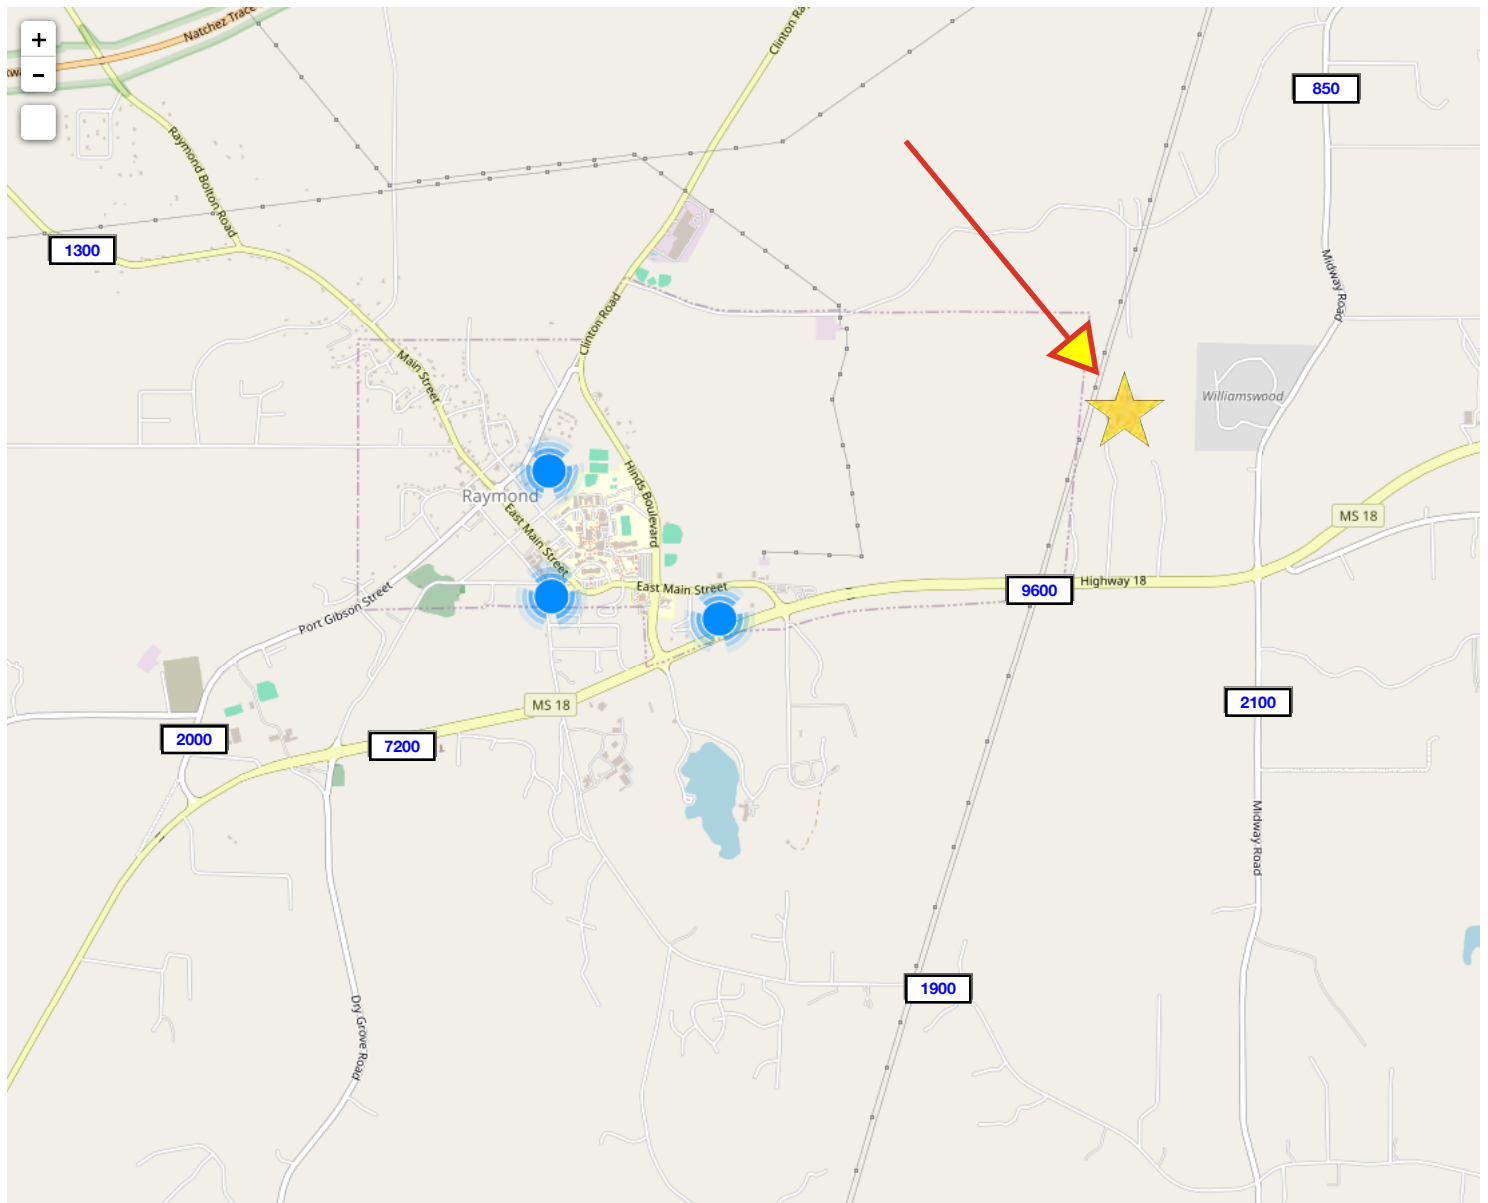 +
−
Natchez Trace
kwa
Clinton Ra
850
Raymond Bolton Road
1300
Midway Road
Clinton Road
Main Street
Williamswood
Hinds Boulevard
Raymond
East Main Street
MS 18
East Main Street
Highway 18
9600
Port Gibson Street
MS 18
2100
2000
7200
Midway Road
1900
Dry Grove Road